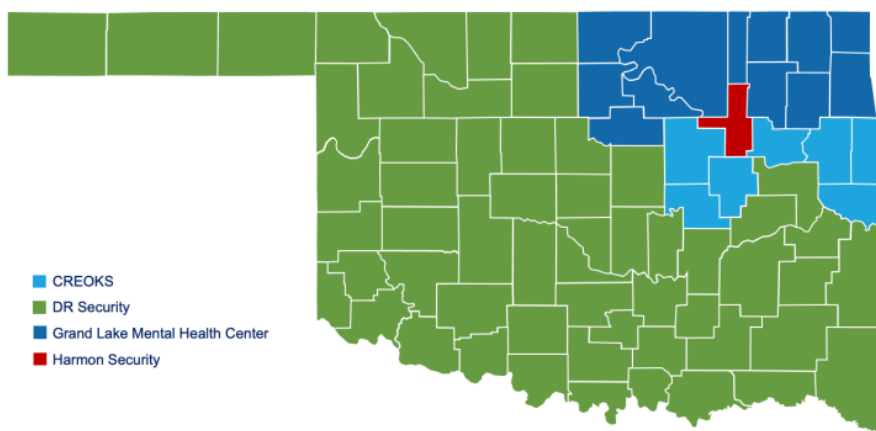 CREOKS
DR Security
Grand Lake Mental Health Center
Harmon Security